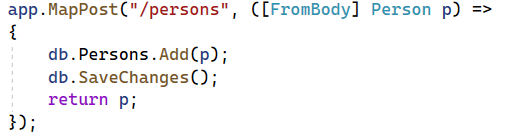 app.MapPost("/persons", ([FromBody] Person p) =>
{
    db.Persons.Add(p);
    db.SaveChanges();
    return p;
});